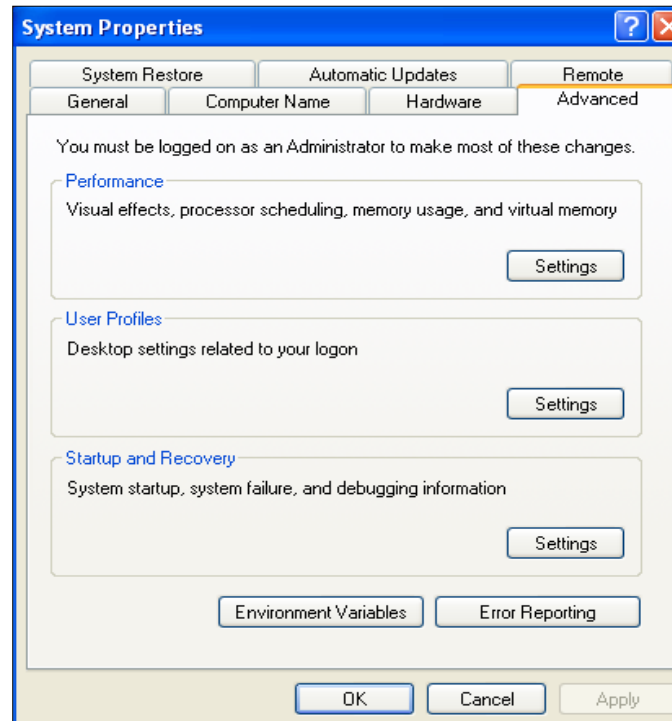 System Properties
System Restore Automatic Updates Remote
General Computer Name Hardware Advanced
You must be logged on as an Administrator to make most of these changes.
Performance
Visual effects, processor scheduling, memory usage, and virtual memory
Settings
User Profiles
Desktop settings related to your logon
Settings
Startup and Recovery
System startup, system failure, and debugging information
Settings
Environment Variables Error Reporting
OK Cancel Apply